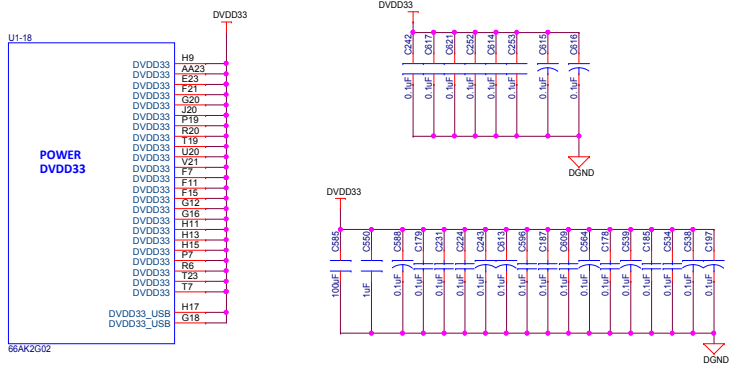 DVDD33
U1-18
DVDD33 H9
DVDD33 AA23
DVDD33 E23
DVDD33 F21
DVDD33 G20
DVDD33 J20
DVDD33 P19
DVDD33 R20
DVDD33 T19
DVDD33 U20
DVDD33 V21
DVDD33 F7
DVDD33 F11
DVDD33 F15
DVDD33 G12
DVDD33 G16
DVDD33 H11
DVDD33 H13
DVDD33 H15
DVDD33 P7
DVDD33 R6
DVDD33 T23
DVDD33 T7
DVDD33_USB H17
DVDD33_USB G18
POWER
DVDD33
66AK2G02
DVDD33
C242 C617 C621 C252 C614 C253 C615 C616
0.1uF 0.1uF 0.1uF 0.1uF 0.1uF 0.1uF 0.1uF 0.1uF
DGND
DVDD33
C585 C550 C588 C179 C231 C224 C243 C613 C596 C187 C609 C564 C178 C539 C185 C534 C538 C197
100uF 1uF 0.1uF 0.1uF 0.1uF 0.1uF 0.1uF 0.1uF 0.1uF 0.1uF 0.1uF 0.1uF 0.1uF 0.1uF 0.1uF 0.1uF 0.1uF 0.1uF
DGND